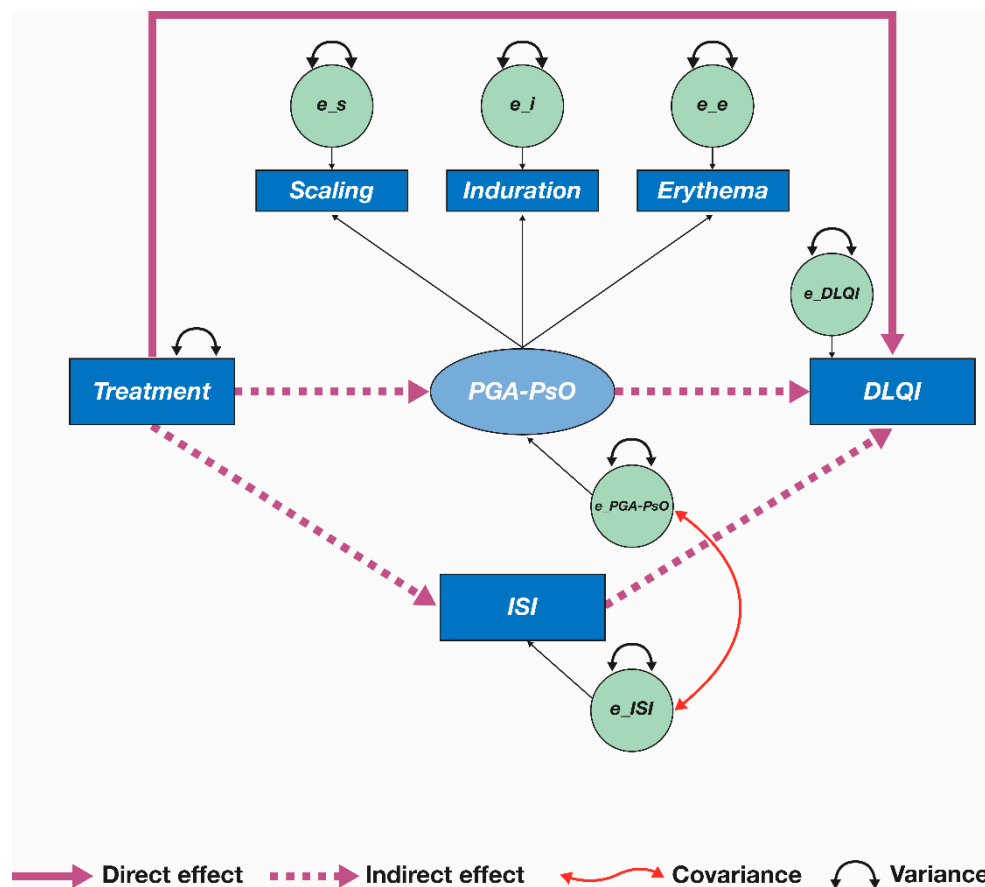 e_s
e_i
e_e
Scaling
Induration
Erythema
e_DLQI
Treatment
PGA-PsO
DLQI
e_PGA-PsO
ISI
e_ISI
Direct effect
Indirect effect
Covariance
Variance